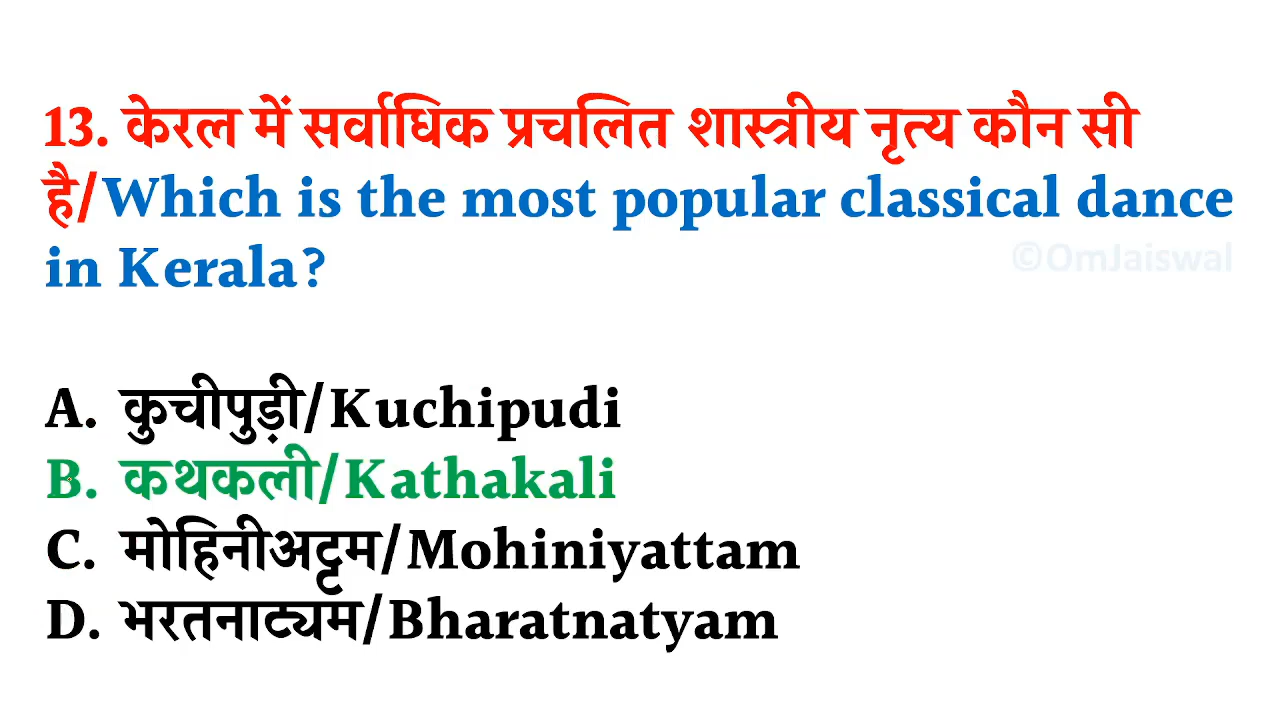 13. केरल में सर्वाधिक प्रचलित शास्त्रीय नृत्य कौन सी
है/Which is the most popular classical dance
in Kerala?
©OmJaiswal
A. कुचीपुड़ी/Kuchipudi
B. कथकली/Kathakali
C. मोहिनीअट्टम/Mohiniyattam
D. भरतनाट्यम/Bharatnatyam